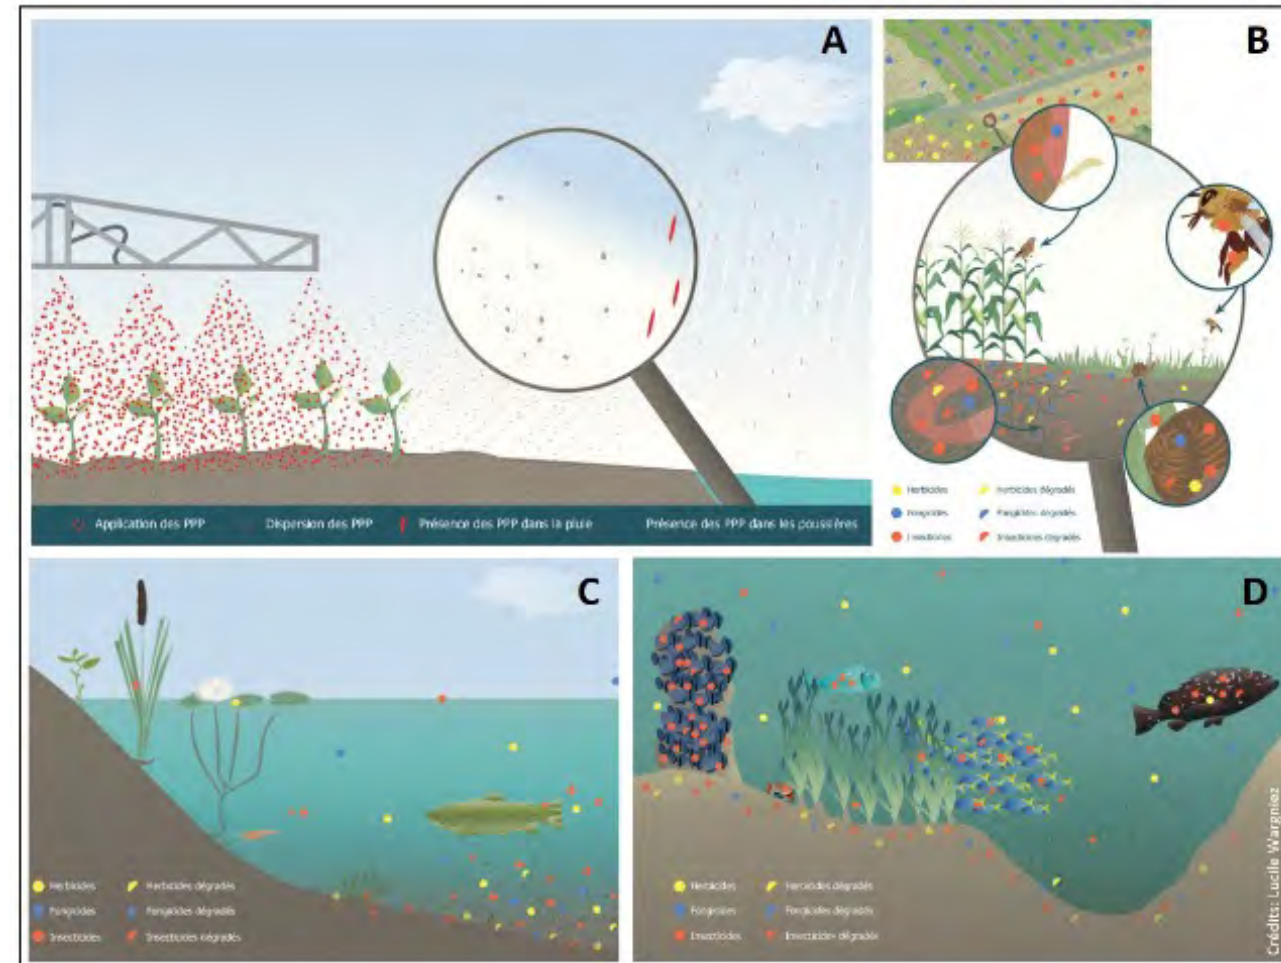 A
Application des PPP
Dispersion des PPP
Présence des PPP dans la pluie
Présence des PPP dans les poussières
B
Herbicides
Herbicides dégradés
Fongicides
Fongicides dégradés
Insecticides
Insecticides dégradés
C
Herbicides
Herbicides dégradés
Fongicides
Fongicides dégradés
Insecticides
Insecticides dégradés
D
Herbicides
Herbicides dégradés
Fongicides
Fongicides dégradés
Insecticides
Insecticides dégradés
Crédits: Lucile Wargniez